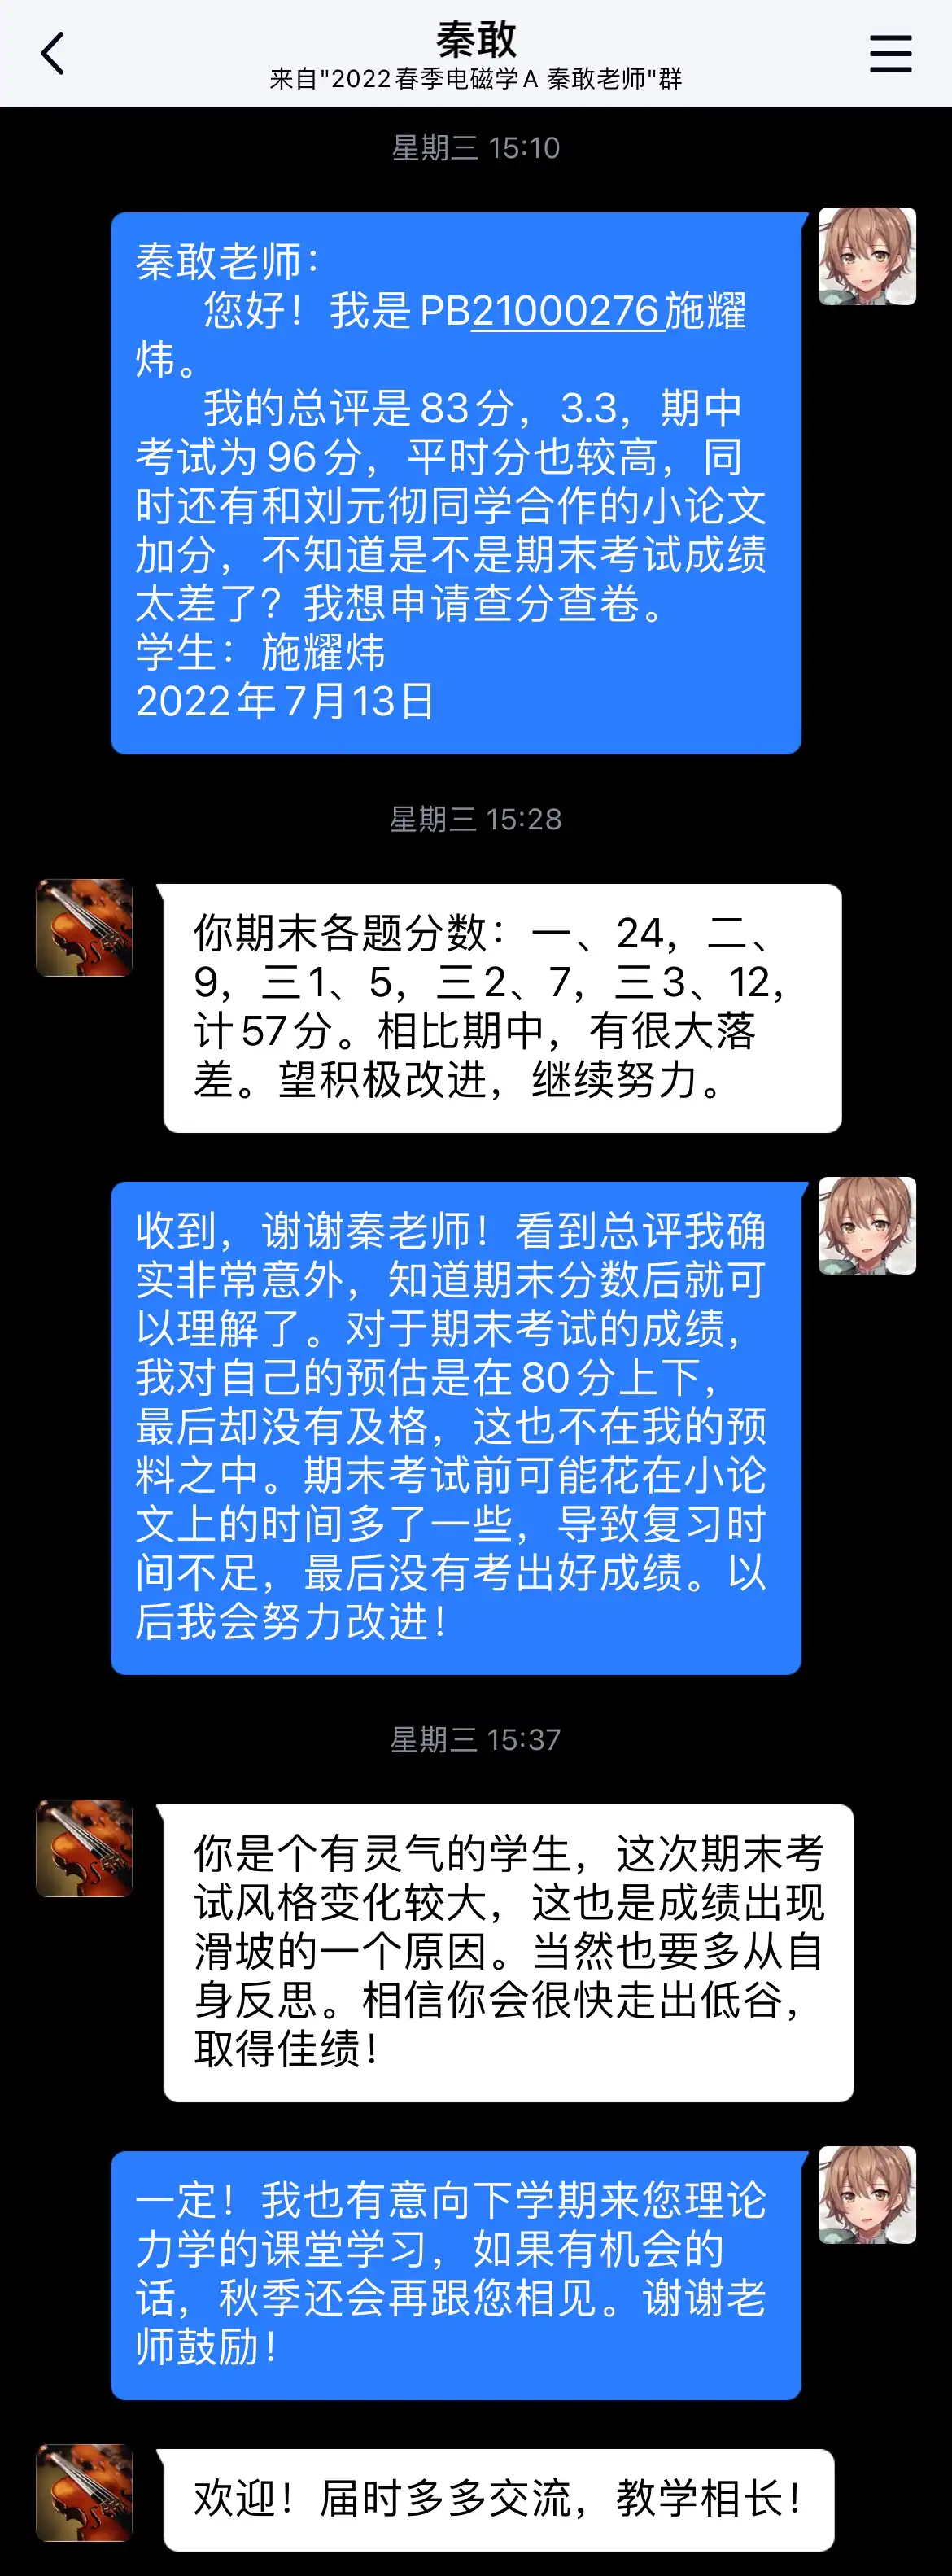 秦敢
来自"2022春季电磁学A 秦敢老师"群
星期三 15:10
秦敢老师：
您好！我是PB21000276施耀
炜。
我的总评是83分，3.3，期中
考试为96分，平时分也较高，同
时还有和刘元彻同学合作的小论文
加分，不知道是不是期末考试成绩
太差了？我想申请查分查卷。
学生：施耀炜
2022年7月13日
星期三 15:28
你期末各题分数：一、24，二、
9，三1、5，三2、7，三3、12，
计57分。相比期中，有很大落
差。望积极改进，继续努力。
收到，谢谢秦老师！看到总评我确
实非常意外，知道期末分数后就可
以理解了。对于期末考试的成绩，
我对自己的预估是在80分上下，
最后却没有及格，这也不在我的预
料之中。期末考试前可能花在小论
文上的时间多了一些，导致复习时
间不足，最后没有考出好成绩。以
后我会努力改进！
星期三 15:37
你是个有灵气的学生，这次期末考
试风格变化较大，这也是成绩出现
滑坡的一个原因。当然也要多从自
身反思。相信你会很快走出低谷，
取得佳绩！
一定！我也有意向下学期来您理论
力学的课堂学习，如果有机会的
话，秋季还会再跟您相见。谢谢老
师鼓励！
欢迎！届时多多交流，教学相长！